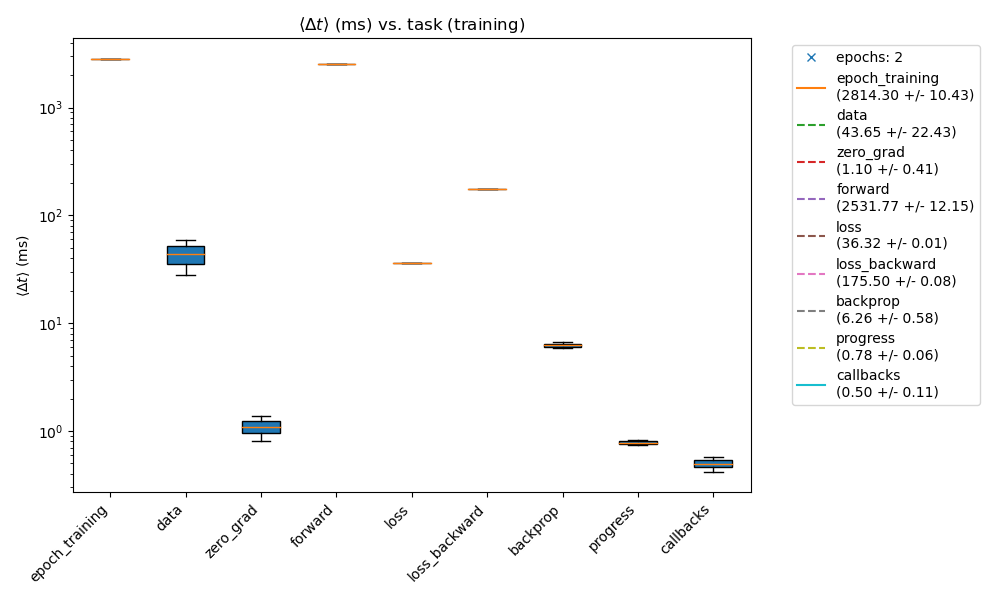 ⟨Δt⟩ (ms) vs. task (training)
⟨Δt⟩ (ms)
10³
10²
10¹
10⁰
epoch_training
data
zero_grad
forward
loss
loss_backward
backprop
progress
callbacks
epochs: 2
epoch_training
(2814.30 +/- 10.43)
data
(43.65 +/- 22.43)
zero_grad
(1.10 +/- 0.41)
forward
(2531.77 +/- 12.15)
loss
(36.32 +/- 0.01)
loss_backward
(175.50 +/- 0.08)
backprop
(6.26 +/- 0.58)
progress
(0.78 +/- 0.06)
callbacks
(0.50 +/- 0.11)